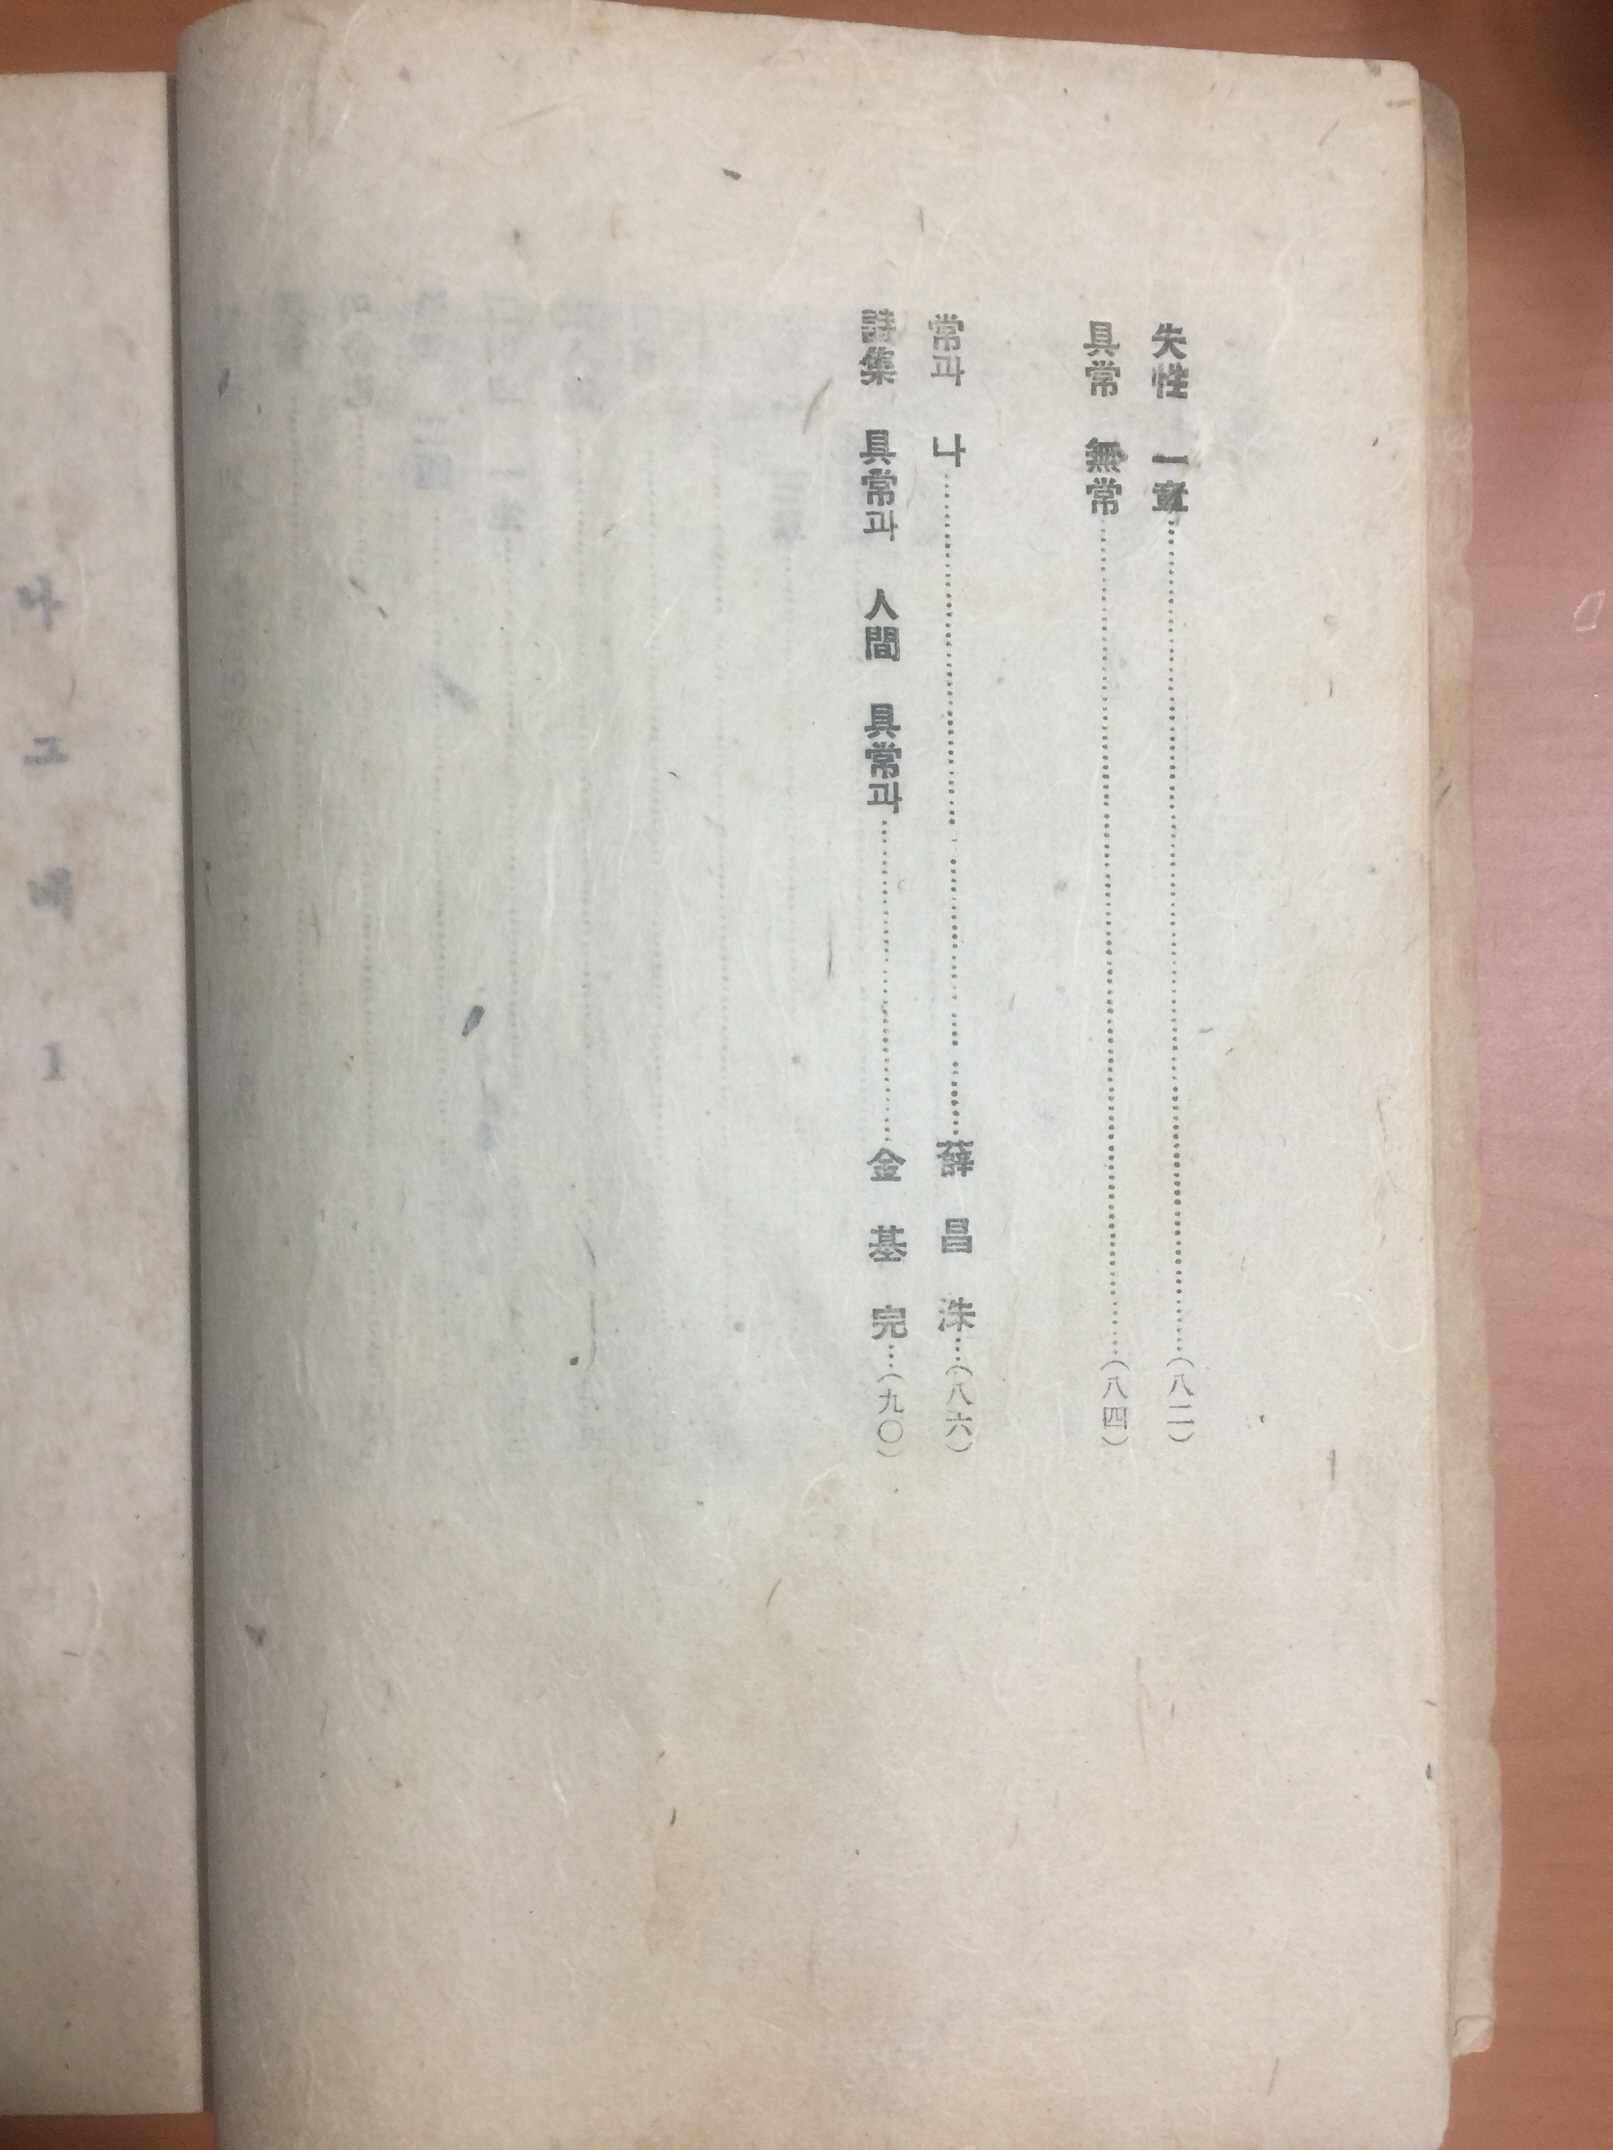 失性 一章……(八二)
具常 無常……(八四)
常과 나……薛昌洙…(八六)
詩集 具常과 人間 具常과……金基完…(九〇)